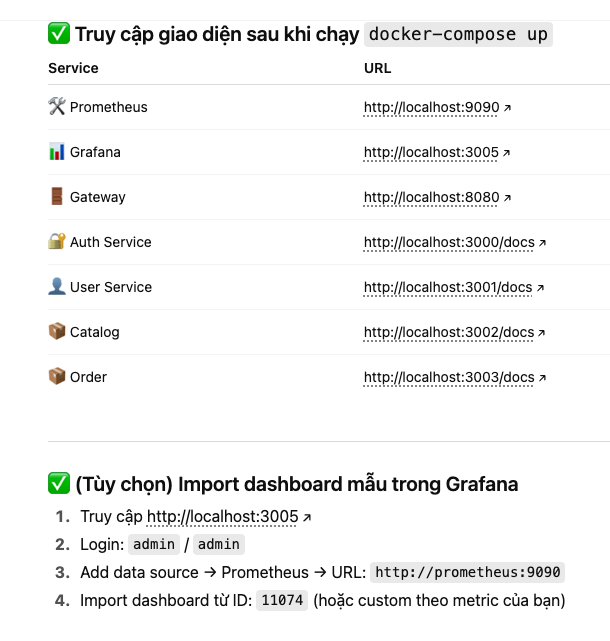 ✅ Truy cập giao diện sau khi chạy docker-compose up
Service URL
🛠️ Prometheus http://localhost:9090 ↗
📊 Grafana http://localhost:3005 ↗
🚪 Gateway http://localhost:8080 ↗
🔐 Auth Service http://localhost:3000/docs ↗
👤 User Service http://localhost:3001/docs ↗
📦 Catalog http://localhost:3002/docs ↗
📦 Order http://localhost:3003/docs ↗
✅ (Tùy chọn) Import dashboard mẫu trong Grafana
1. Truy cập http://localhost:3005 ↗
2. Login: admin / admin
3. Add data source → Prometheus → URL: http://prometheus:9090
4. Import dashboard từ ID: 11074 (hoặc custom theo metric của bạn)